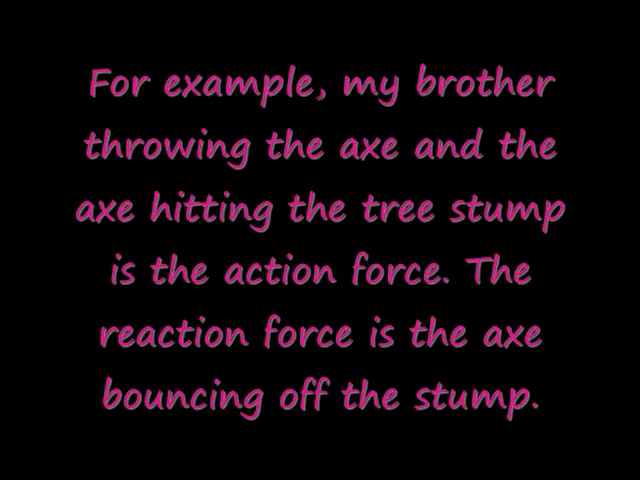 For example, my brother
throwing the axe and the
axe hitting the tree stump
is the action force. The
reaction force is the axe
bouncing off the stump.